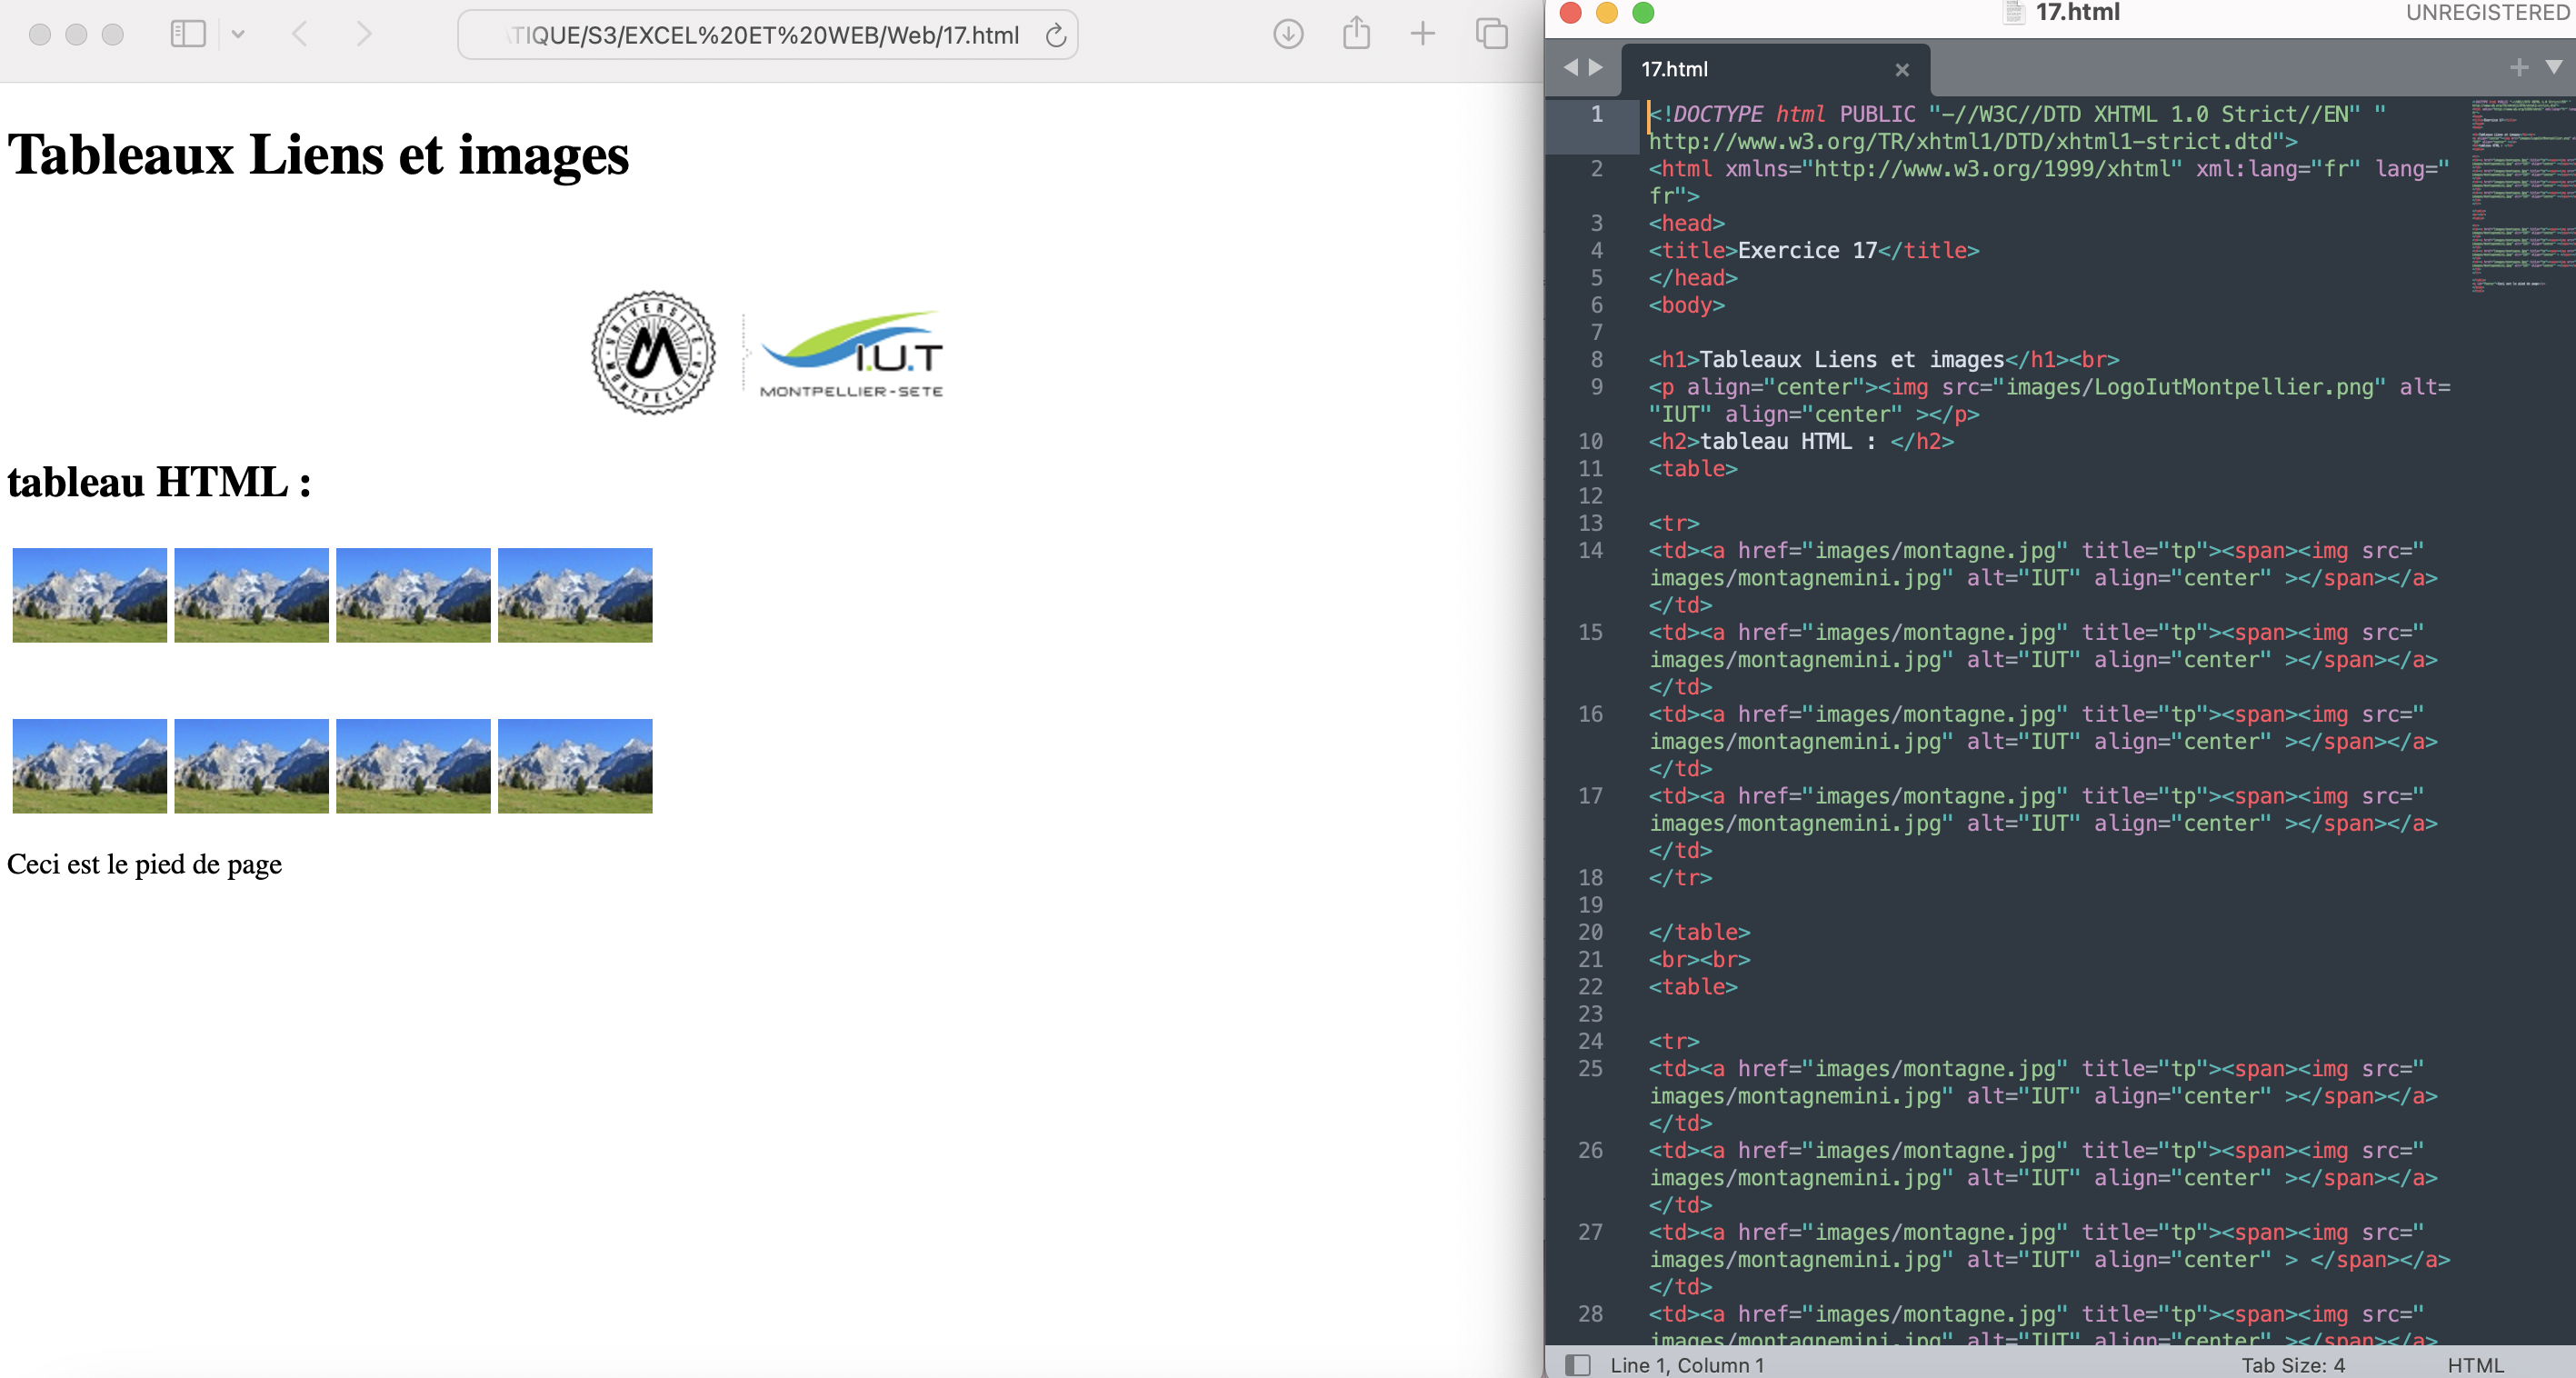 TIQUE/S3/EXCEL%20ET%20WEB/Web/17.html
Tableaux Liens et images
UNIVERSITÉ
MONTPELLIER
I.U.T
MONTPELLIER-SETE
tableau HTML :
Ceci est le pied de page
17.html
UNREGISTERED
17.html
1 <!DOCTYPE html PUBLIC "-//W3C//DTD XHTML 1.0 Strict//EN" "
http://www.w3.org/TR/xhtml1/DTD/xhtml1-strict.dtd">
2 <html xmlns="http://www.w3.org/1999/xhtml" xml:lang="fr" lang="
fr">
3 <head>
4 <title>Exercice 17</title>
5 </head>
6 <body>
7
8 <h1>Tableaux Liens et images</h1><br>
9 <p align="center"><img src="images/LogoIutMontpellier.png" alt=
"IUT" align="center" ></p>
10 <h2>tableau HTML : </h2>
11 <table>
12
13 <tr>
14 <td><a href="images/montagne.jpg" title="tp"><span><img src="
images/montagnemini.jpg" alt="IUT" align="center" ></span></a>
</td>
15 <td><a href="images/montagne.jpg" title="tp"><span><img src="
images/montagnemini.jpg" alt="IUT" align="center" ></span></a>
</td>
16 <td><a href="images/montagne.jpg" title="tp"><span><img src="
images/montagnemini.jpg" alt="IUT" align="center" ></span></a>
</td>
17 <td><a href="images/montagne.jpg" title="tp"><span><img src="
images/montagnemini.jpg" alt="IUT" align="center" ></span></a>
</td>
18 </tr>
19
20 </table>
21 <br><br>
22 <table>
23
24 <tr>
25 <td><a href="images/montagne.jpg" title="tp"><span><img src="
images/montagnemini.jpg" alt="IUT" align="center" ></span></a>
</td>
26 <td><a href="images/montagne.jpg" title="tp"><span><img src="
images/montagnemini.jpg" alt="IUT" align="center" ></span></a>
</td>
27 <td><a href="images/montagne.jpg" title="tp"><span><img src="
images/montagnemini.jpg" alt="IUT" align="center" > </span></a>
</td>
28 <td><a href="images/montagne.jpg" title="tp"><span><img src="
images/montagnemini.jpg" alt="IUT" align="center" ></span></a>
Line 1, Column 1
Tab Size: 4
HTML